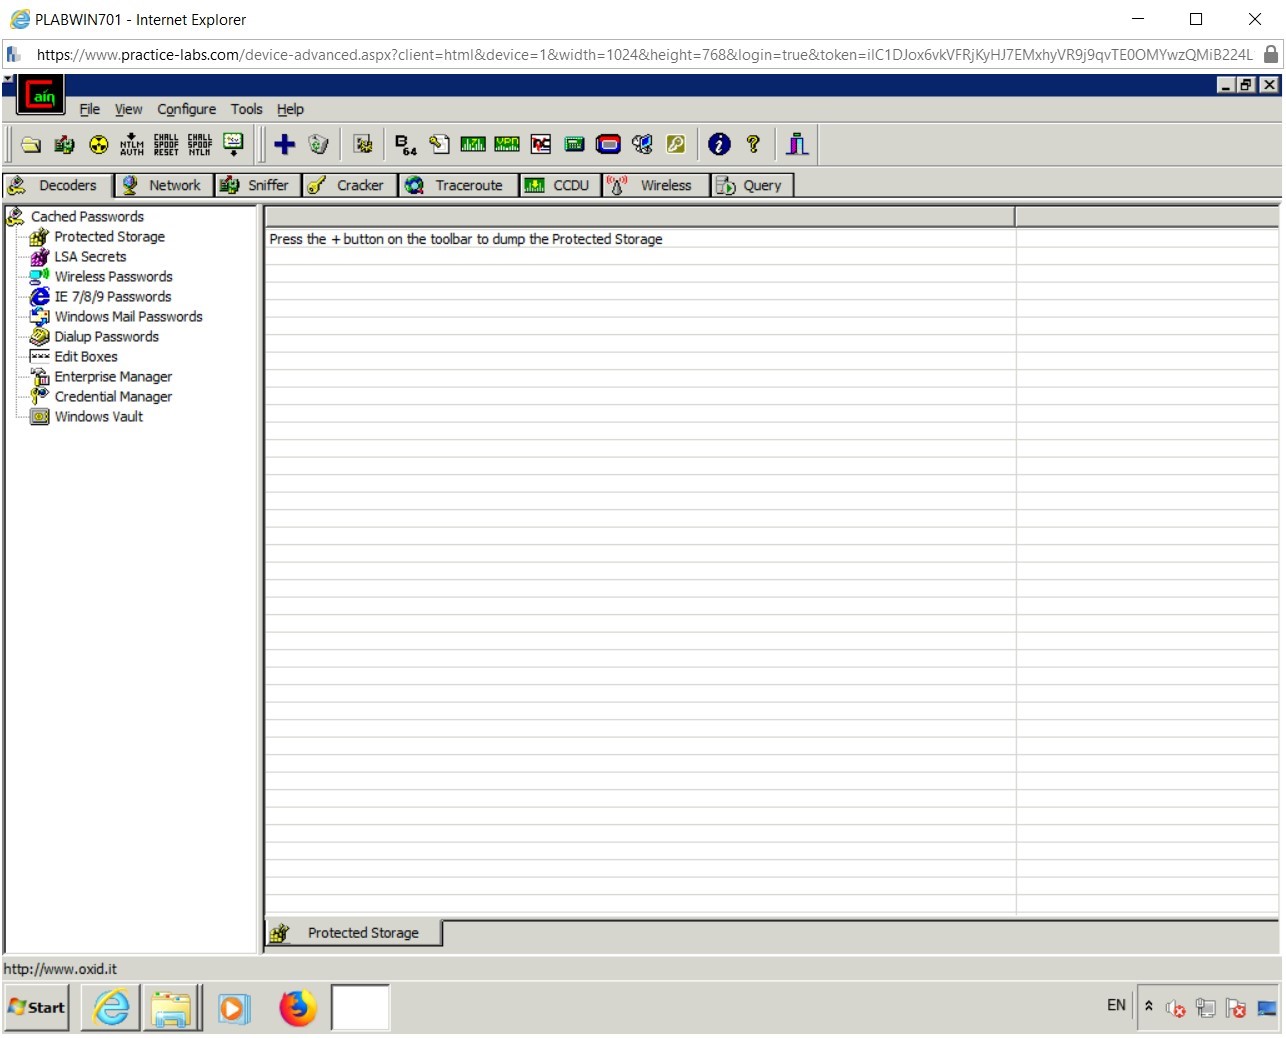 PLABWIN701 - Internet Explorer
https://www.practice-labs.com/device-advanced.aspx?client=html&device=1&width=1024&height=768&login=true&token=ilC1DJox6vkVFRjKyHJ7EMxhyVR9j9qvTE0OMYwzQMiB224L
Cain
File View Configure Tools Help
NTLM AUTH
CHALL SPOOF RESET
CHALL SPOOF NTLM
B64
Decoders Network Sniffer Cracker Traceroute CCDU Wireless Query
Cached Passwords
Protected Storage
LSA Secrets
Wireless Passwords
IE 7/8/9 Passwords
Windows Mail Passwords
Dialup Passwords
Edit Boxes
Enterprise Manager
Credential Manager
Windows Vault
Press the + button on the toolbar to dump the Protected Storage
Protected Storage
http://www.oxid.it
Start
EN